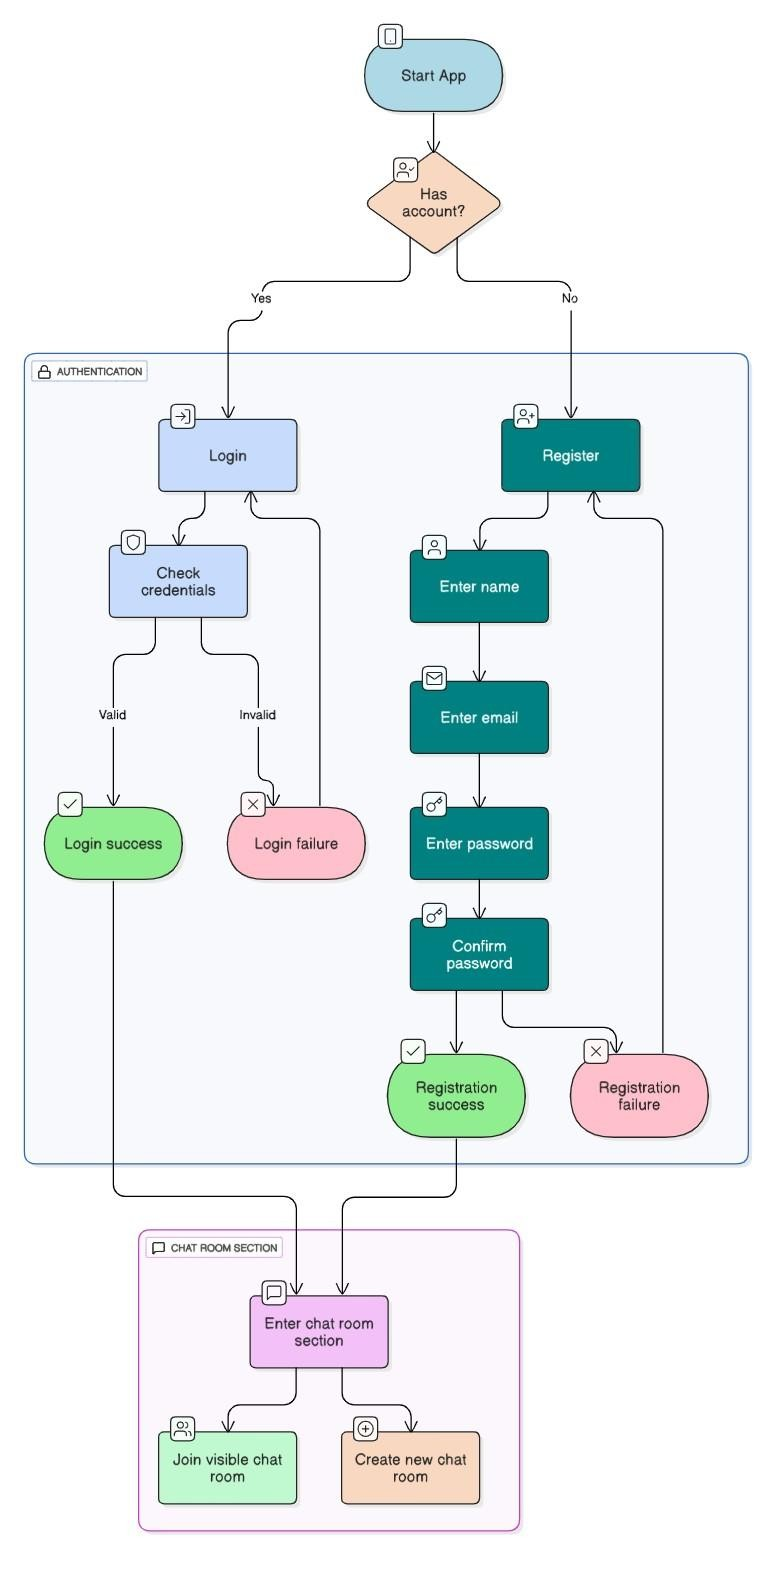 Start App
Has
account?
Yes
No
AUTHENTICATION
Login
Register
Check
credentials
Enter name
Valid
Invalid
Enter email
Login success
Login failure
Enter password
Confirm
password
Registration
success
Registration
failure
CHAT ROOM SECTION
Enter chat room
section
Join visible chat
room
Create new chat
room